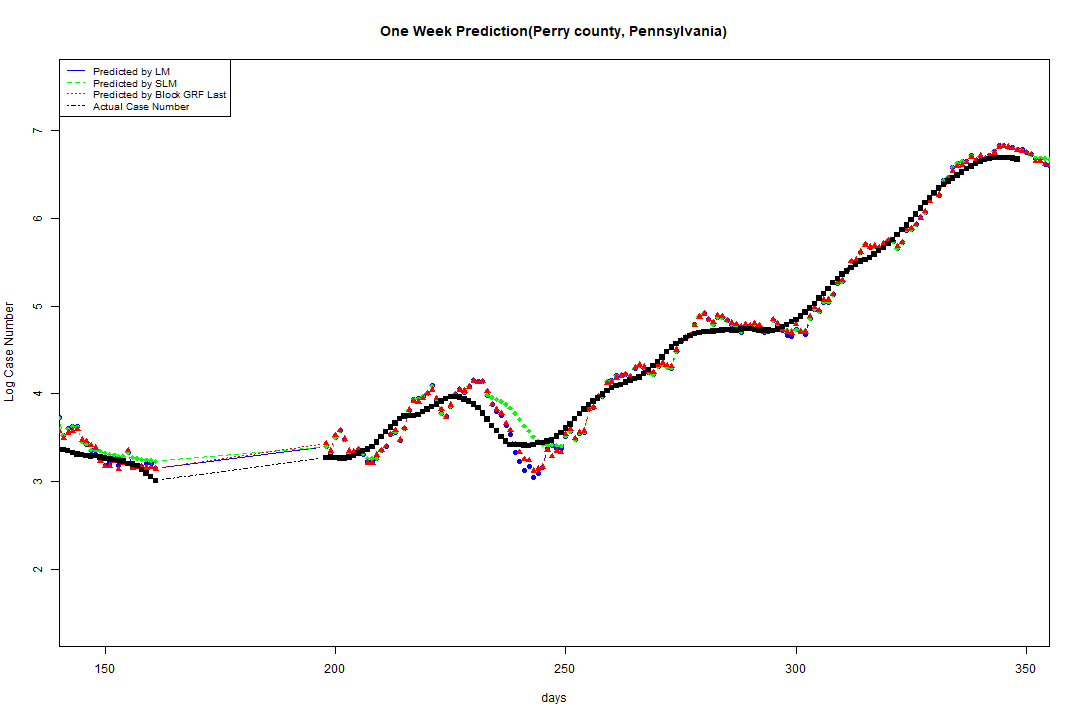 One Week Prediction(Perry county, Pennsylvania)
Predicted by LM
Predicted by SLM
Predicted by Block GRF Last
Actual Case Number
7
6
5
4
3
2
Log Case Number
150 200 250 300 350
days